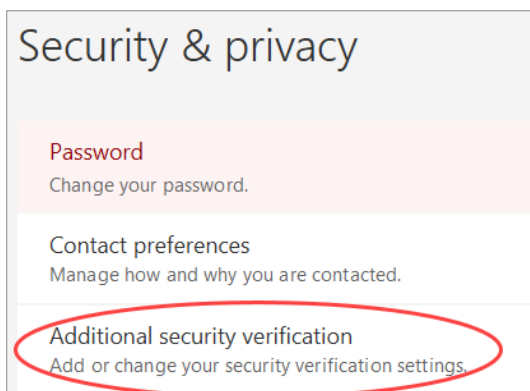 Security & privacy
Password
Change your password.
Contact preferences
Manage how and why you are contacted.
Additional security verification
Add or change your security verification settings.